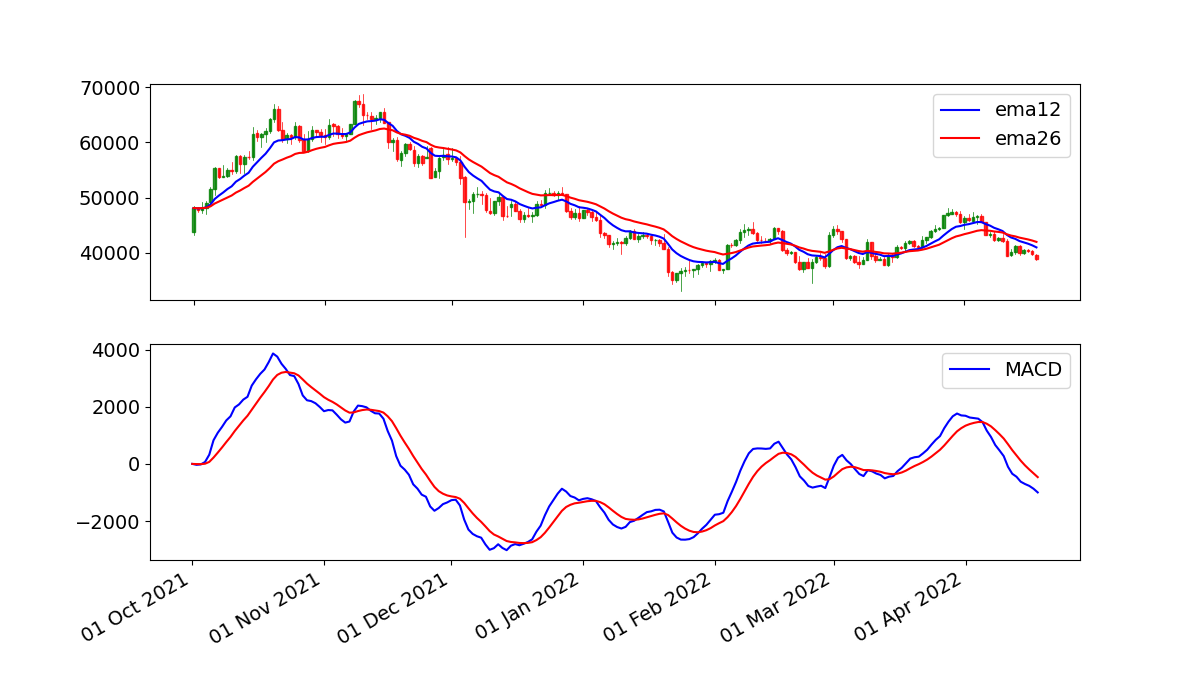 70000
60000
50000
40000
ema12
ema26
4000
2000
0
−2000
MACD
01 Oct 2021
01 Nov 2021
01 Dec 2021
01 Jan 2022
01 Feb 2022
01 Mar 2022
01 Apr 2022